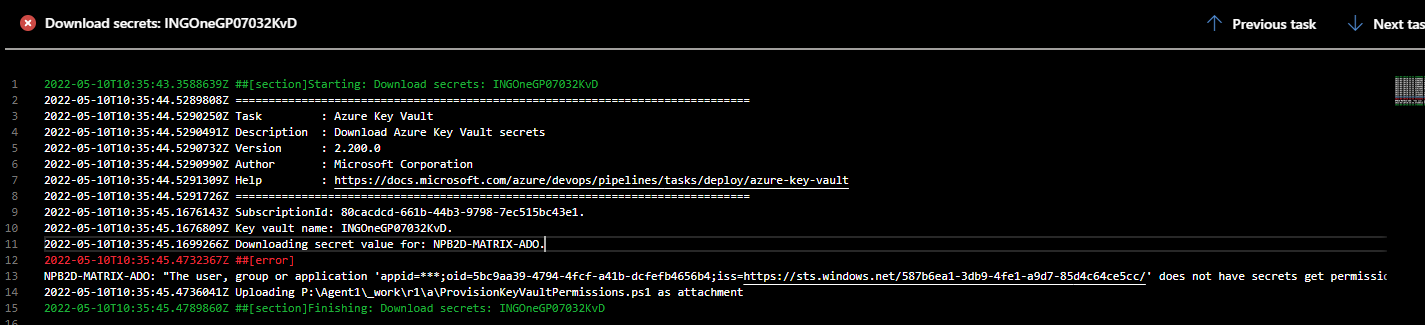 Download secrets: INGOneGP07032KvD
Previous task
Next tas
1 2022-05-10T10:35:43.3588639Z ##[section]Starting: Download secrets: INGOneGP07032KvD
2 2022-05-10T10:35:44.5289808Z ==============================================================================
3 2022-05-10T10:35:44.5290250Z Task         : Azure Key Vault
4 2022-05-10T10:35:44.5290491Z Description  : Download Azure Key Vault secrets
5 2022-05-10T10:35:44.5290732Z Version      : 2.200.0
6 2022-05-10T10:35:44.5290990Z Author       : Microsoft Corporation
7 2022-05-10T10:35:44.5291309Z Help         : https://docs.microsoft.com/azure/devops/pipelines/tasks/deploy/azure-key-vault
8 2022-05-10T10:35:44.5291726Z ==============================================================================
9 2022-05-10T10:35:45.1676143Z SubscriptionId: 80cacdcd-661b-44b3-9798-7ec515bc43e1.
10 2022-05-10T10:35:45.1676809Z Key vault name: INGOneGP07032KvD.
11 2022-05-10T10:35:45.1699266Z Downloading secret value for: NPB2D-MATRIX-ADO.
12 2022-05-10T10:35:45.4732367Z ##[error]
13 NPB2D-MATRIX-ADO: "The user, group or application 'appid=***;oid=5bc9aa39-4794-4fcf-a41b-dcfefb4656b4;iss=https://sts.windows.net/587b6ea1-3db9-4fe1-a9d7-85d4c64ce5cc/' does not have secrets get permissic
14 2022-05-10T10:35:45.4736041Z Uploading P:\Agent1\_work\r1\a\ProvisionKeyVaultPermissions.ps1 as attachment
15 2022-05-10T10:35:45.4789860Z ##[section]Finishing: Download secrets: INGOneGP07032KvD
16